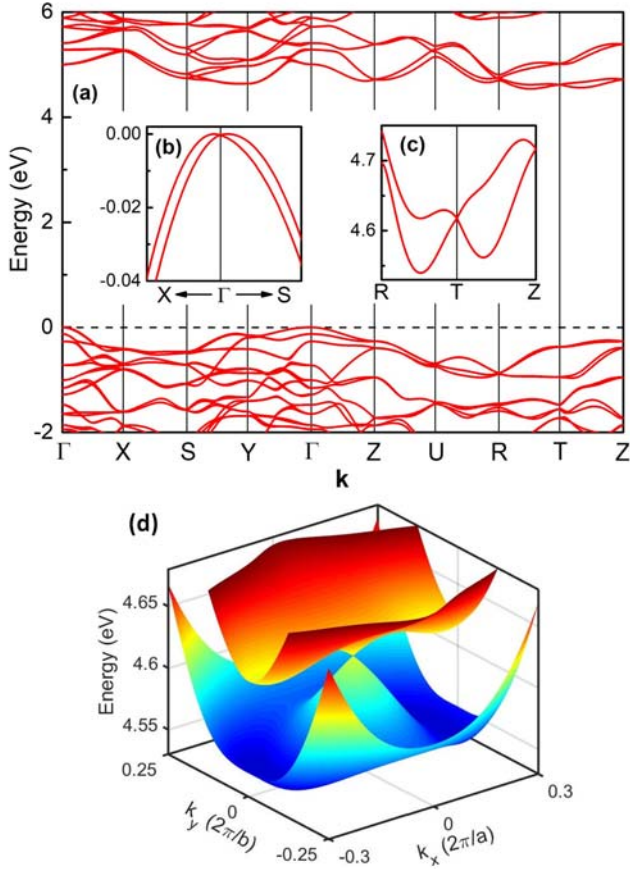 6
(a)
4
(b)
0.00
-0.02
-0.04
X Γ S
(c)
4.7
4.6
R T Z
2
0
-2
Energy (eV)
Γ X S Y Γ Z U R T Z
k
(d)
4.65
4.6
4.55
Energy (eV)
0.25
0
-0.25
k_y (2π/b)
-0.3
0
0.3
k_x (2π/a)